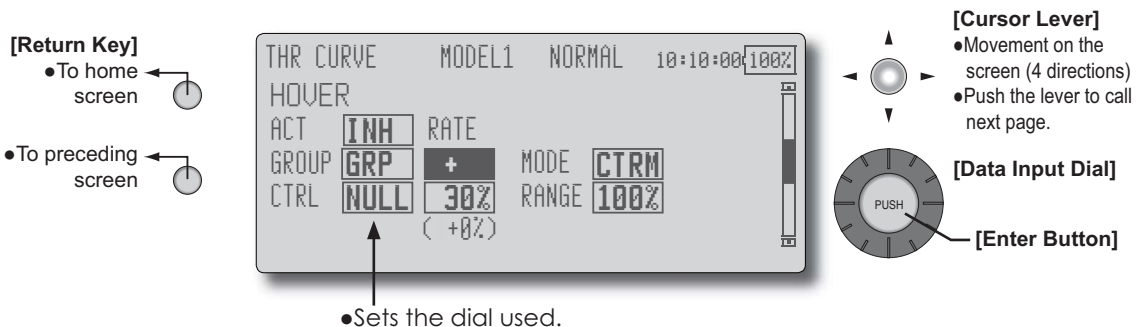 [Return Key]
●To home
screen
●To preceding
screen
THR CURVE MODEL1 NORMAL 10:10:00 100%
HOVER
ACT INH RATE
GROUP GRP + MODE CTRM
CTRL NULL 30% RANGE 100%
( +0%)
●Sets the dial used.
[Cursor Lever]
●Movement on the
screen (4 directions)
●Push the lever to call
next page.
[Data Input Dial]
PUSH
[Enter Button]